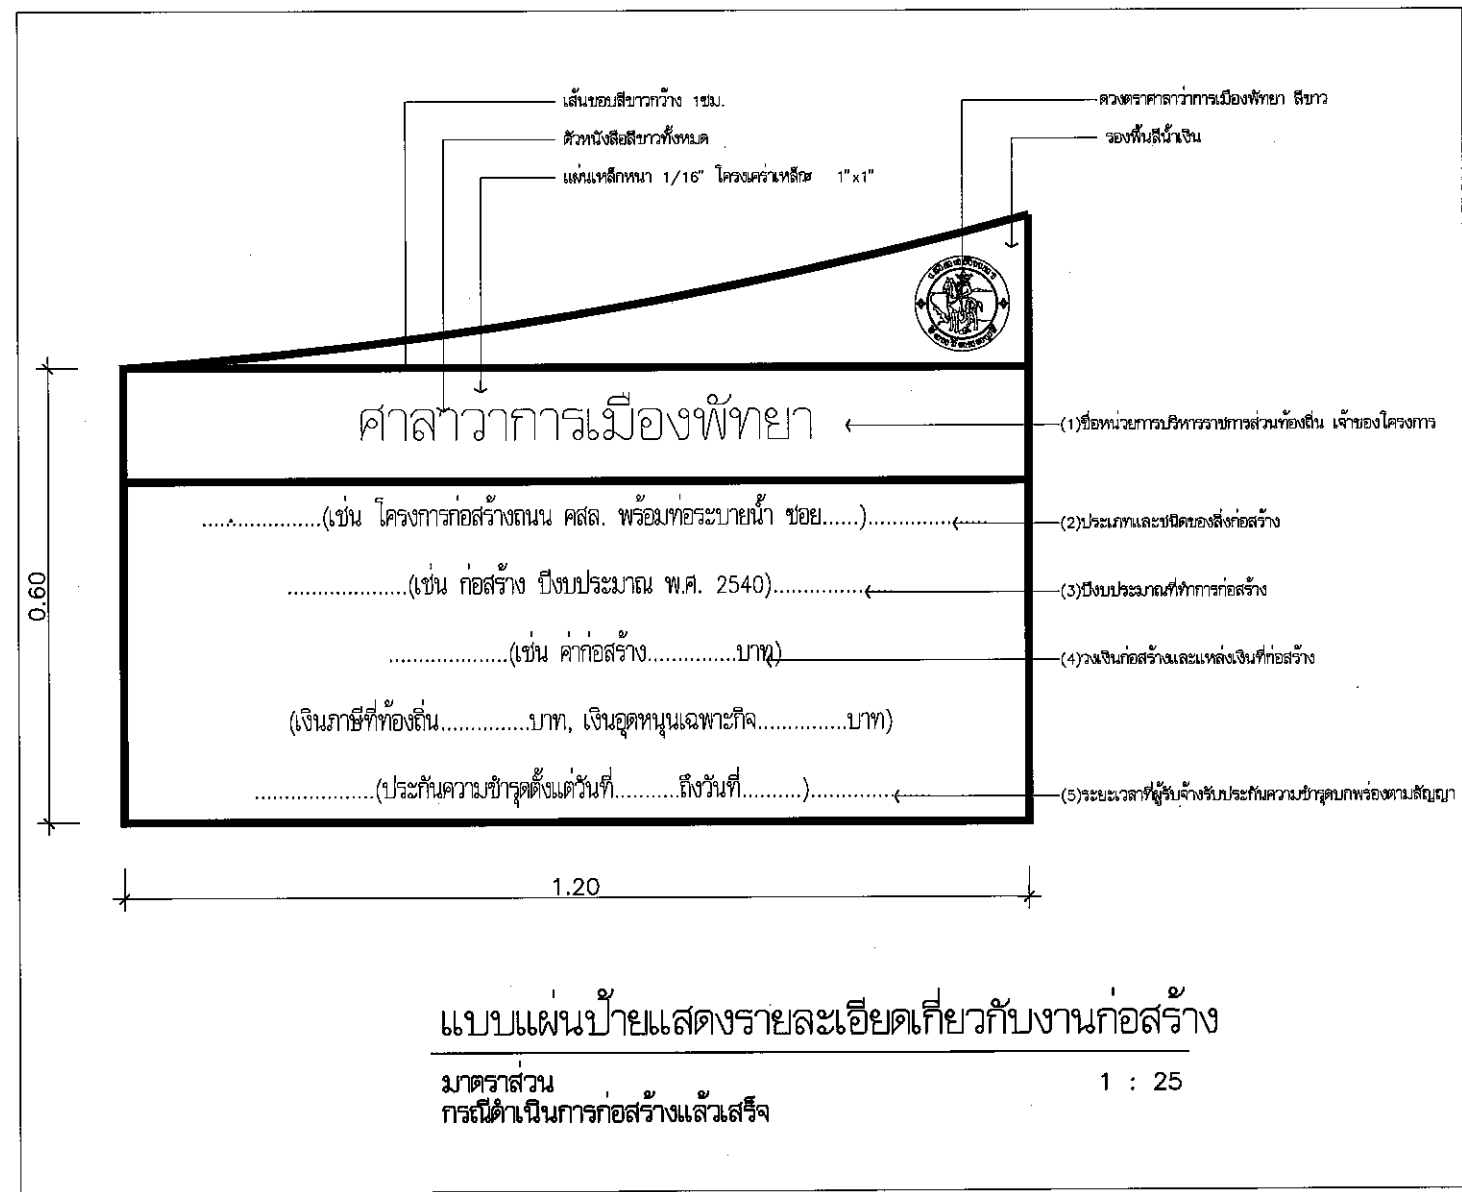 เส้นขอบสีขาวกว้าง 1ซม.
ตัวหนังสือสีขาวทั้งหมด
แผ่นเหล็กหนา 1/16" โครงเคร่าเหล็ก 1"x1"
ดวงตราศาลาว่าการเมืองพัทยา สีขาว
รองพื้นสีน้ำเงิน
ศาลาว่าการเมืองพัทยา
(1)ชื่อหน่วยการบริหารราชการส่วนท้องถิ่น เจ้าของโครงการ
...................(เช่น โครงการก่อสร้างถนน คสล. พร้อมท่อระบายน้ำ ซอย......)...................
(2)ประเภทและชนิดของสิ่งก่อสร้าง
...................(เช่น ก่อสร้าง ปีงบประมาณ พ.ศ. 2540)...................
(3)ปีงบประมาณที่ทำการก่อสร้าง
...................(เช่น ค่าก่อสร้าง..............บาท)
(4)วงเงินก่อสร้างและแหล่งเงินที่ก่อสร้าง
(เงินภาษีที่ท้องถิ่น..............บาท, เงินอุดหนุนเฉพาะกิจ..............บาท)
...................(ประกันความชำรุดตั้งแต่วันที่..........ถึงวันที่.........)...................
(5)ระยะเวลาที่ผู้รับจ้างรับประกันความชำรุดบกพร่องตามสัญญา
0.60
1.20
แบบแผ่นป้ายแสดงรายละเอียดเกี่ยวกับงานก่อสร้าง
มาตราส่วน 1 : 25
กรณีดำเนินการก่อสร้างแล้วเสร็จ